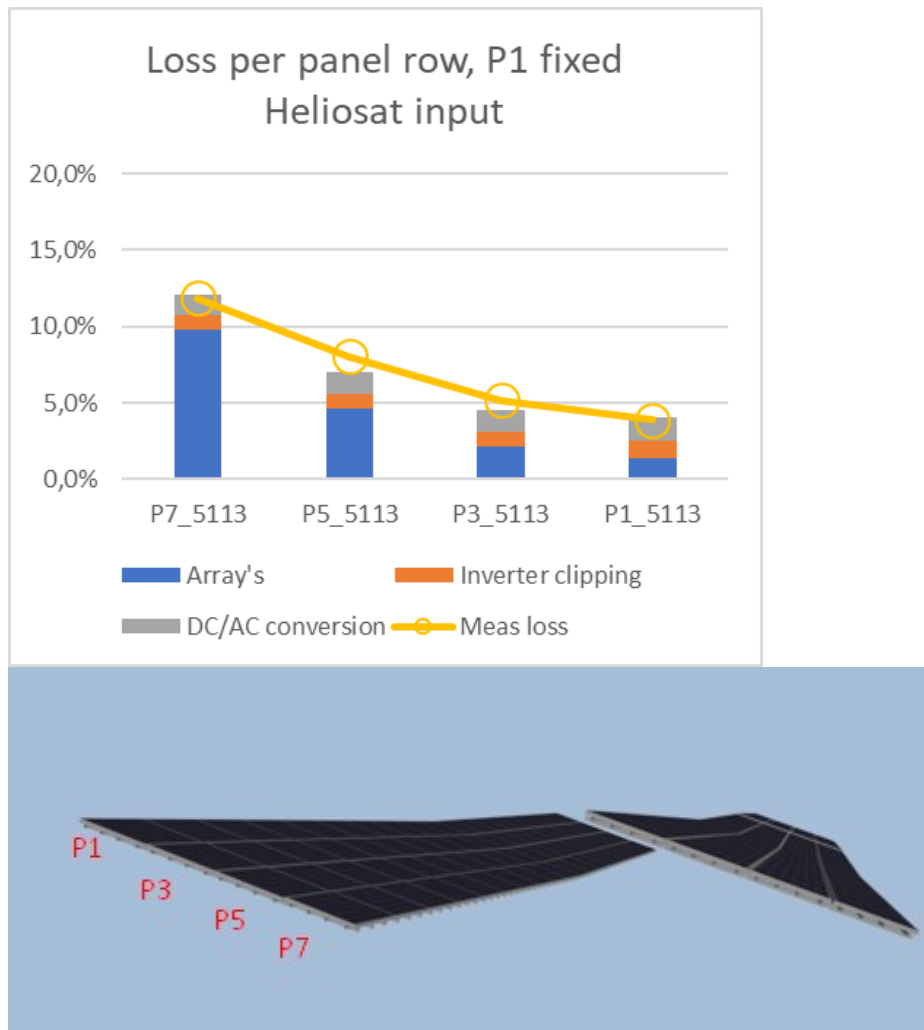 Loss per panel row, P1 fixed
Heliosat input
20,0%
15,0%
10,0%
5,0%
0,0%
P7_5113 P5_5113 P3_5113 P1_5113
Array's Inverter clipping
DC/AC conversion Meas loss
P1
P3
P5
P7